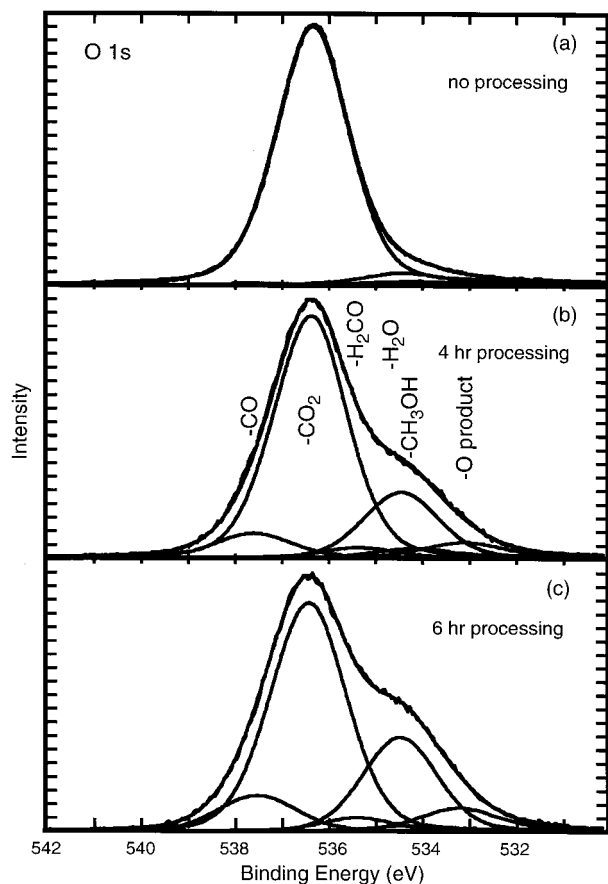 O 1s
(a)
no processing
(b)
4 hr processing
-CO
-CO₂
-H₂CO
-H₂O
-CH₃OH
-O product
Intensity
(c)
6 hr processing
542 540 538 536 534 532
Binding Energy (eV)